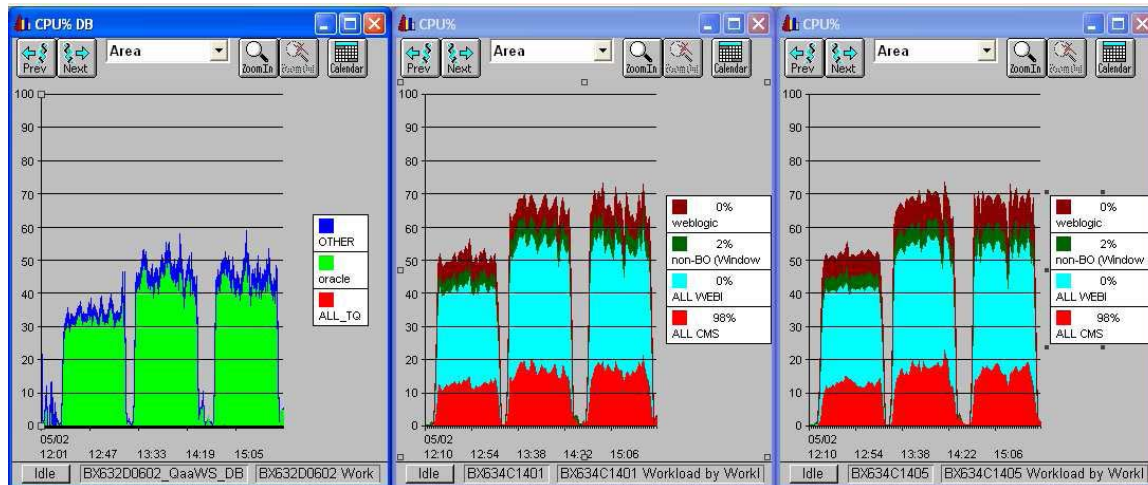 CPU% DB
Prev
Next
Area
ZoomIn
Zoom Out
Calendar
100
90
80
70
60
50
40
30
20
10
0
05/02
12:01
12:47
13:33
14:19
15:05
OTHER
oracle
ALL_TQ
Idle
BX632D0602_QaaWS_DB
BX632D0602 Work
CPU%
Prev
Next
Area
ZoomIn
Zoom Out
Calendar
100
90
80
70
60
50
40
30
20
10
0
05/02
12:10
12:54
13:38
14:22
15:06
0%
weblogic
2%
non-BO (Window
0%
ALL WEBI
98%
ALL CMS
Idle
BX634C1401
BX634C1401 Workload by Workl
CPU%
Prev
Next
Area
ZoomIn
Zoom Out
Calendar
100
90
80
70
60
50
40
30
20
10
0
05/02
12:10
12:54
13:38
14:22
15:06
0%
weblogic
2%
non-BO (Window
0%
ALL WEBI
98%
ALL CMS
Idle
BX634C1405
BX634C1405 Workload by Workl